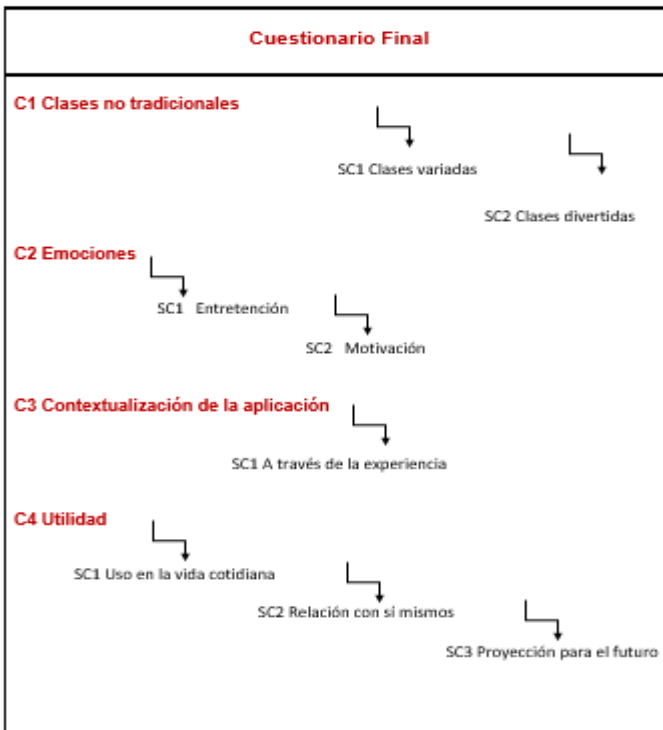 Cuestionario Final
C1 Clases no tradicionales
SC1 Clases variadas
SC2 Clases divertidas
C2 Emociones
SC1 Entretención
SC2 Motivación
C3 Contextualización de la aplicación
SC1 A través de la experiencia
C4 Utilidad
SC1 Uso en la vida cotidiana
SC2 Relación con sí mismos
SC3 Proyección para el futuro